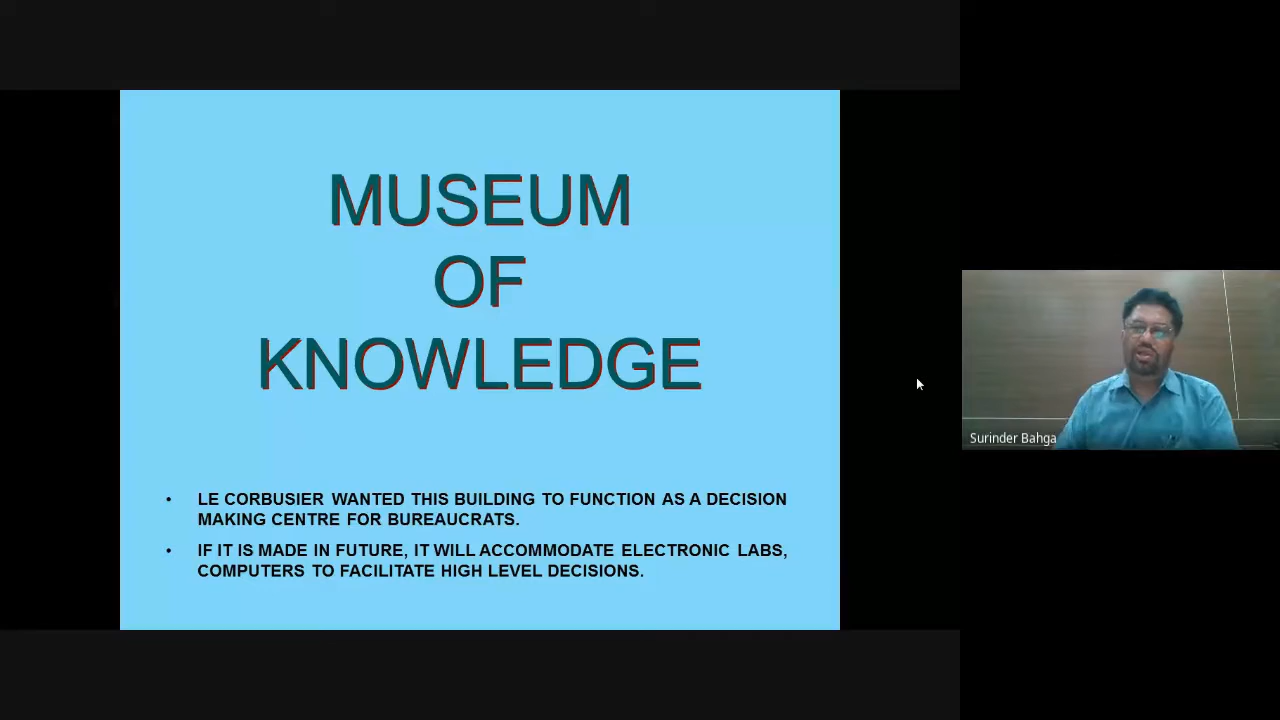 MUSEUM
OF
KNOWLEDGE
• LE CORBUSIER WANTED THIS BUILDING TO FUNCTION AS A DECISION
MAKING CENTRE FOR BUREAUCRATS.
• IF IT IS MADE IN FUTURE, IT WILL ACCOMMODATE ELECTRONIC LABS,
COMPUTERS TO FACILITATE HIGH LEVEL DECISIONS.
Surinder Bahga